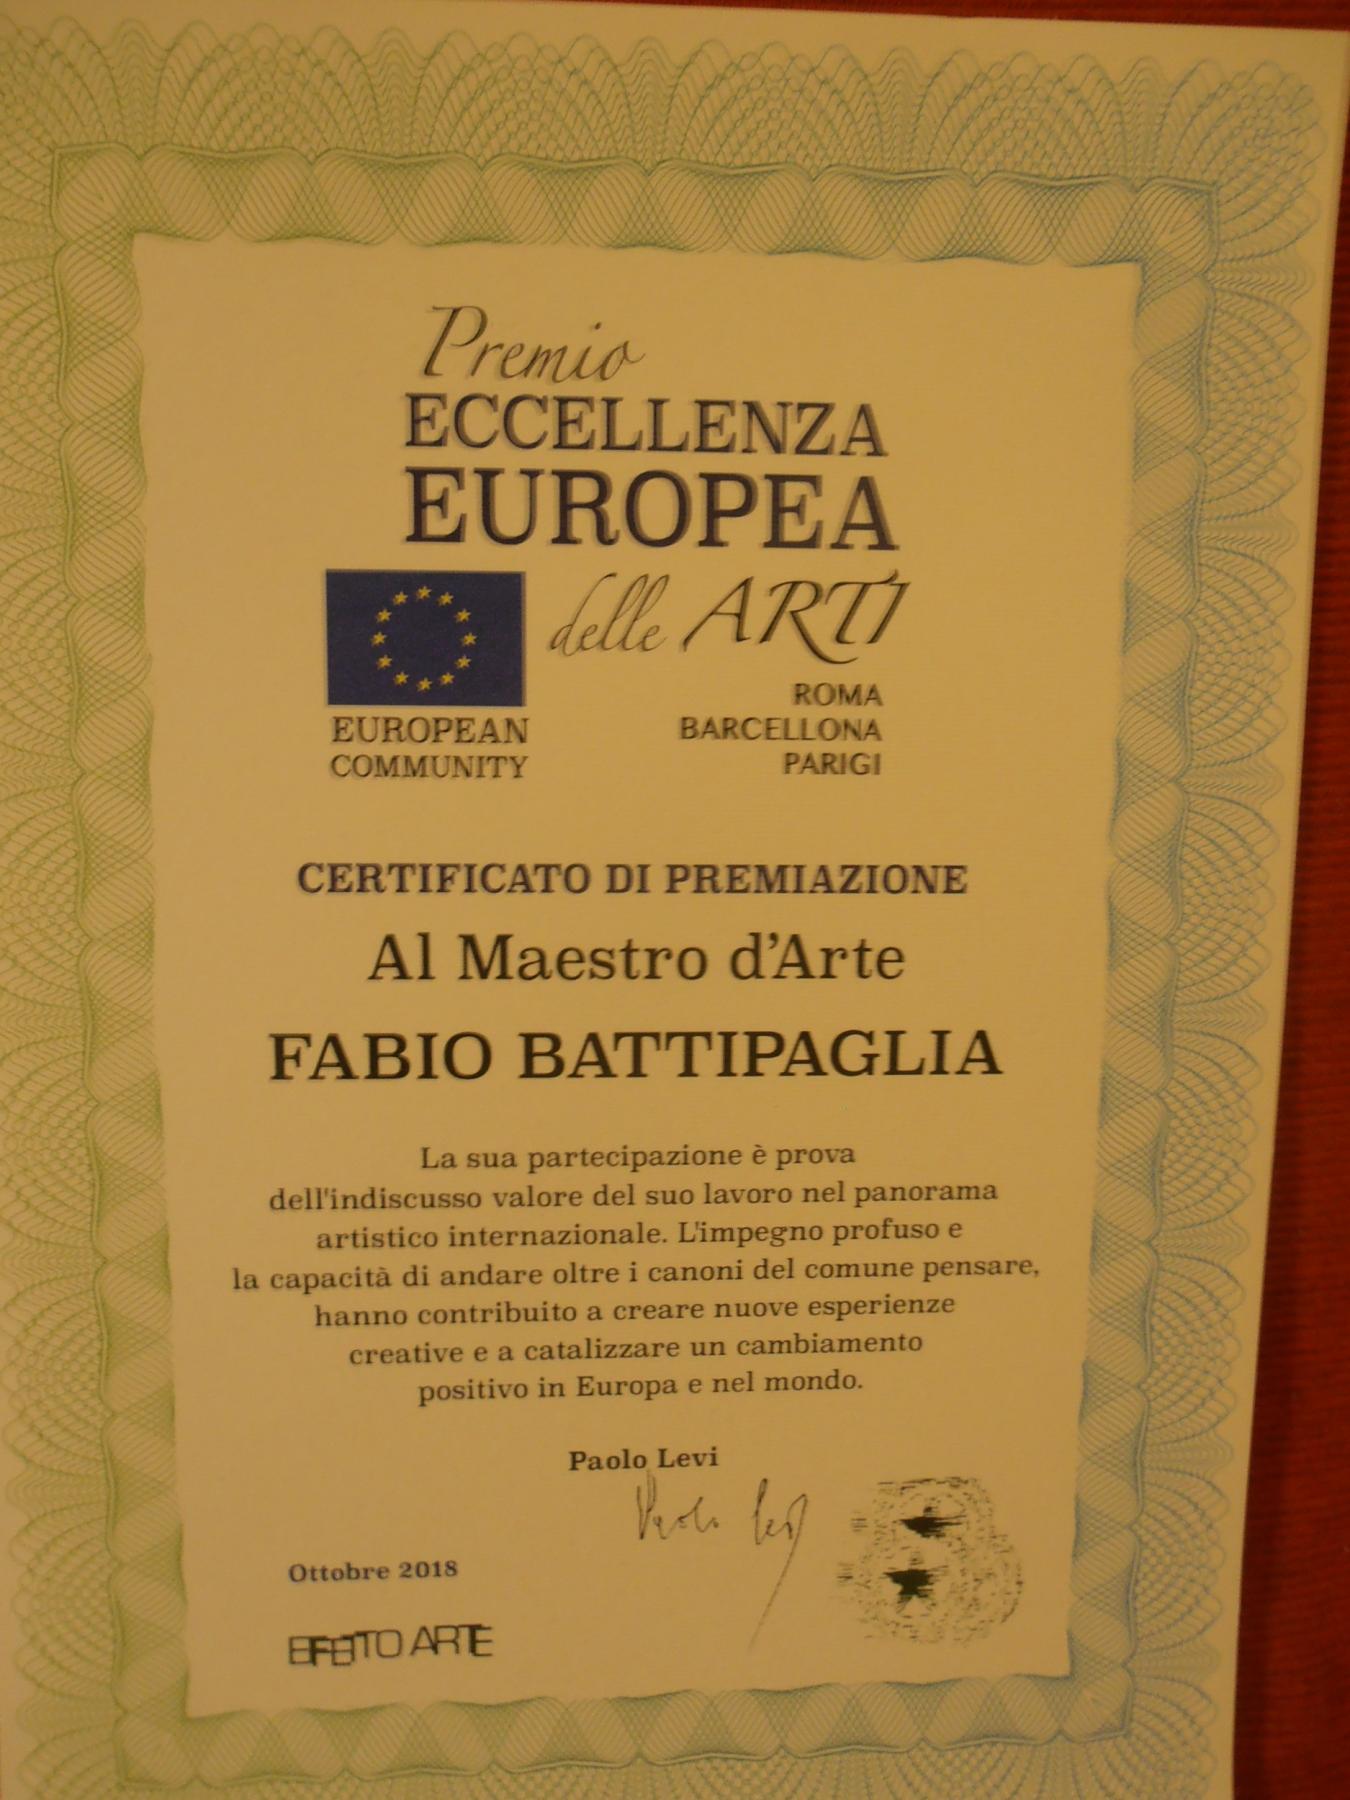 Premio
ECCELLENZA
EUROPEA
delle ARTI
EUROPEAN
COMMUNITY
ROMA
BARCELLONA
PARIGI
CERTIFICATO DI PREMIAZIONE
Al Maestro d'Arte
FABIO BATTIPAGLIA
La sua partecipazione è prova
dell'indiscusso valore del suo lavoro nel panorama
artistico internazionale. L'impegno profuso e
la capacità di andare oltre i canoni del comune pensare,
hanno contribuito a creare nuove esperienze
creative e a catalizzare un cambiamento
positivo in Europa e nel mondo.
Paolo Levi
Paolo Levi
Ottobre 2018
EFFETTO ARTE